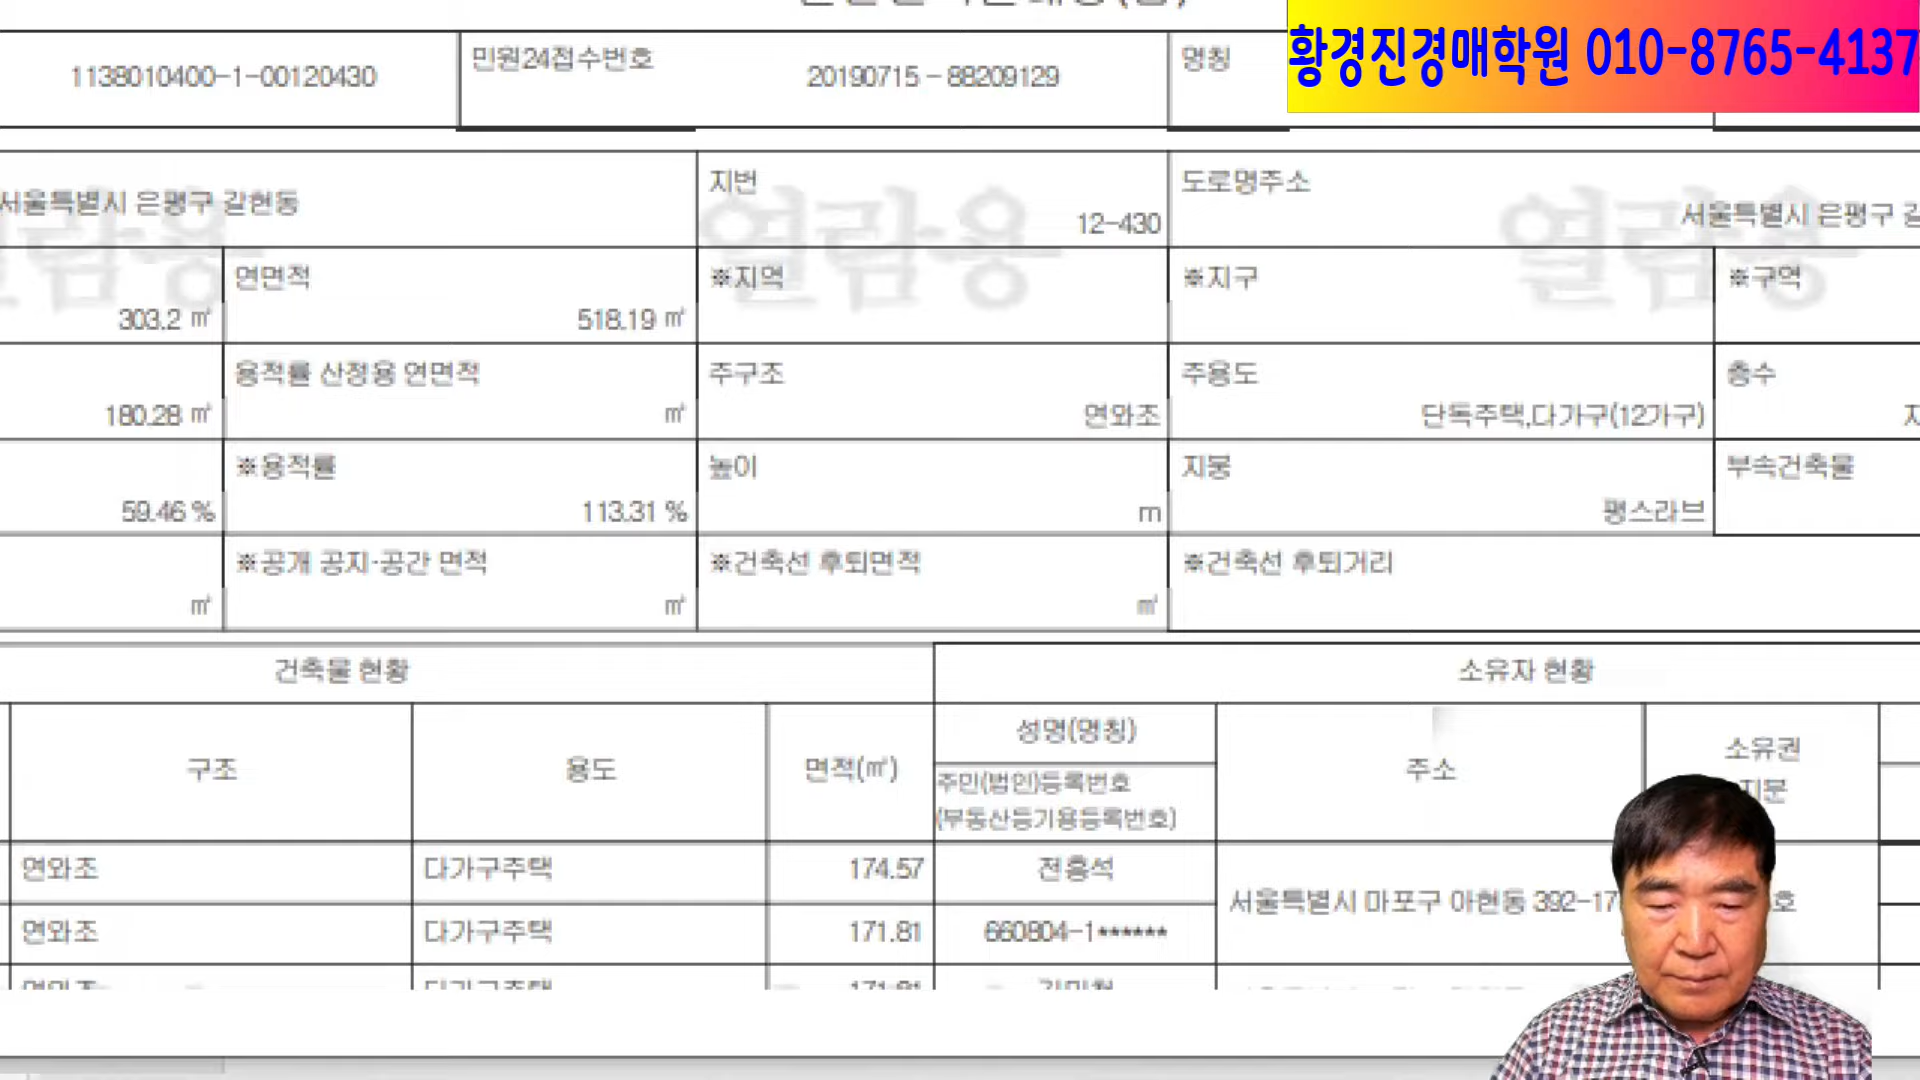 황경진경매학원 010-8765-4137
1138010400-1-00120430
민원24접수번호
20190715 - 88209129
명칭
서울특별시 은평구 갈현동
지번
12-430
도로명주소
서울특별시 은평구
열람용 열람용 열람용
303.2 ㎡
연면적
518.19 ㎡
※지역
※지구
※구역
180.28 ㎡
용적률 산정용 연면적
㎡
주구조
연와조
주용도
단독주택,다가구(12가구)
층수
59.46 %
※용적률
113.31 %
높이
m
지붕
평스라브
부속건축물
㎡
※공개 공지·공간 면적
㎡
※건축선 후퇴면적
㎡
※건축선 후퇴거리
건축물 현황
소유자 현황
구조
용도
면적(㎡)
성명(명칭)
주민(법인)등록번호
(부동산등기용등록번호)
주소
소유권
지분
연와조 다가구주택 174.57
전흥석
서울특별시 마포구 아현동 392-17
호
연와조 다가구주택 171.81
660804-1******
연와조 다가구주택 171.81